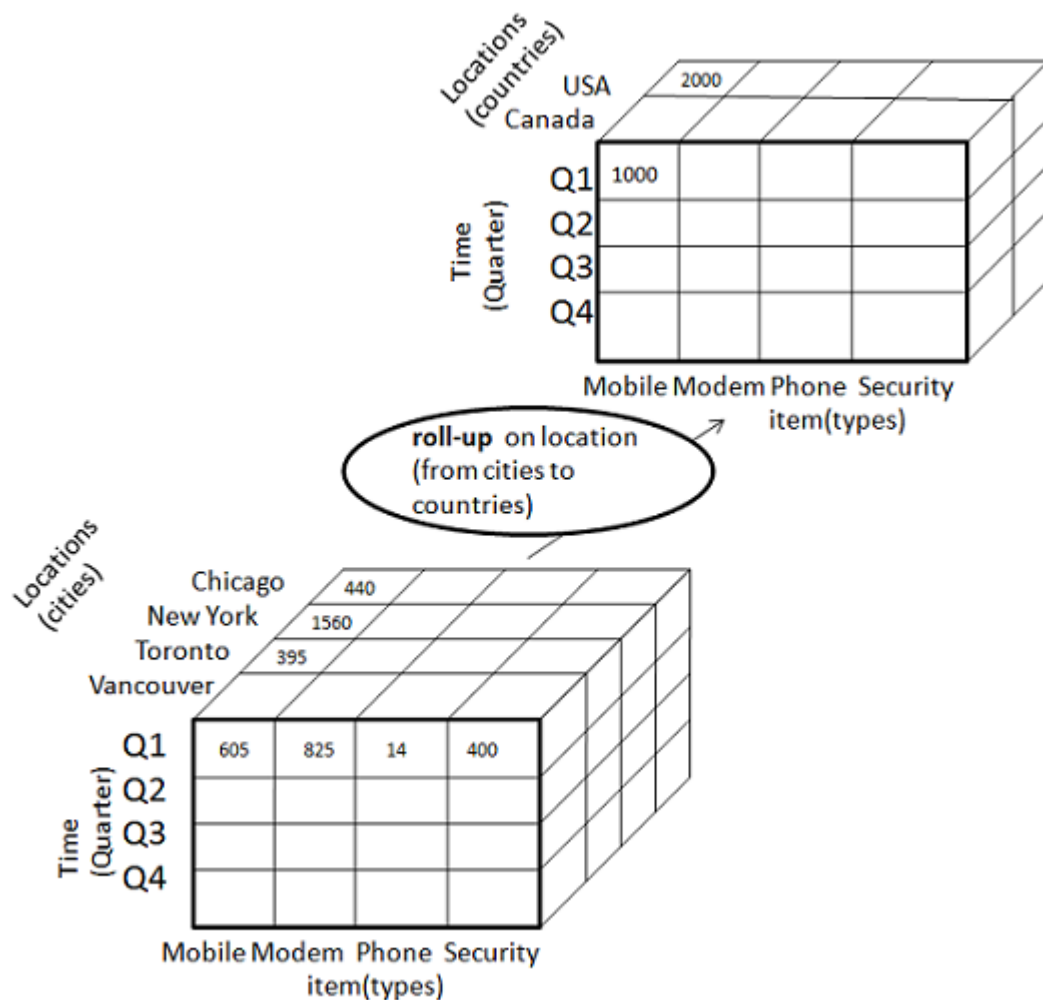 Locations
(countries)
USA
Canada
2000
Time
(Quarter)
Q1
Q2
Q3
Q4
1000
Mobile Modem Phone Security
item(types)
roll-up on location
(from cities to
countries)
Locations
(cities)
Chicago
New York
Toronto
Vancouver
440
1560
395
Time
(Quarter)
Q1
Q2
Q3
Q4
605 825 14 400
Mobile Modem Phone Security
item(types)